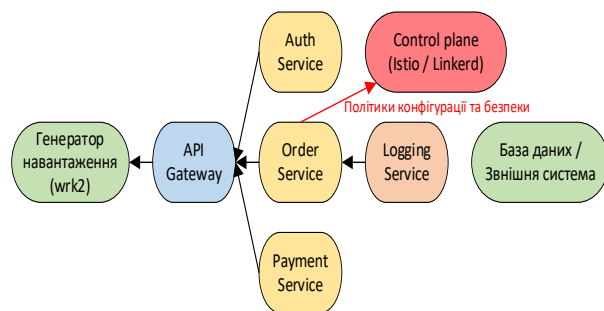 Auth
Service
Control plane
(Istio / Linkerd)
Політики конфігурації та безпеки
Генератор
навантаження
(wrk2)
API
Gateway
Order
Service
Logging
Service
База даних /
Звнішня система
Payment
Service